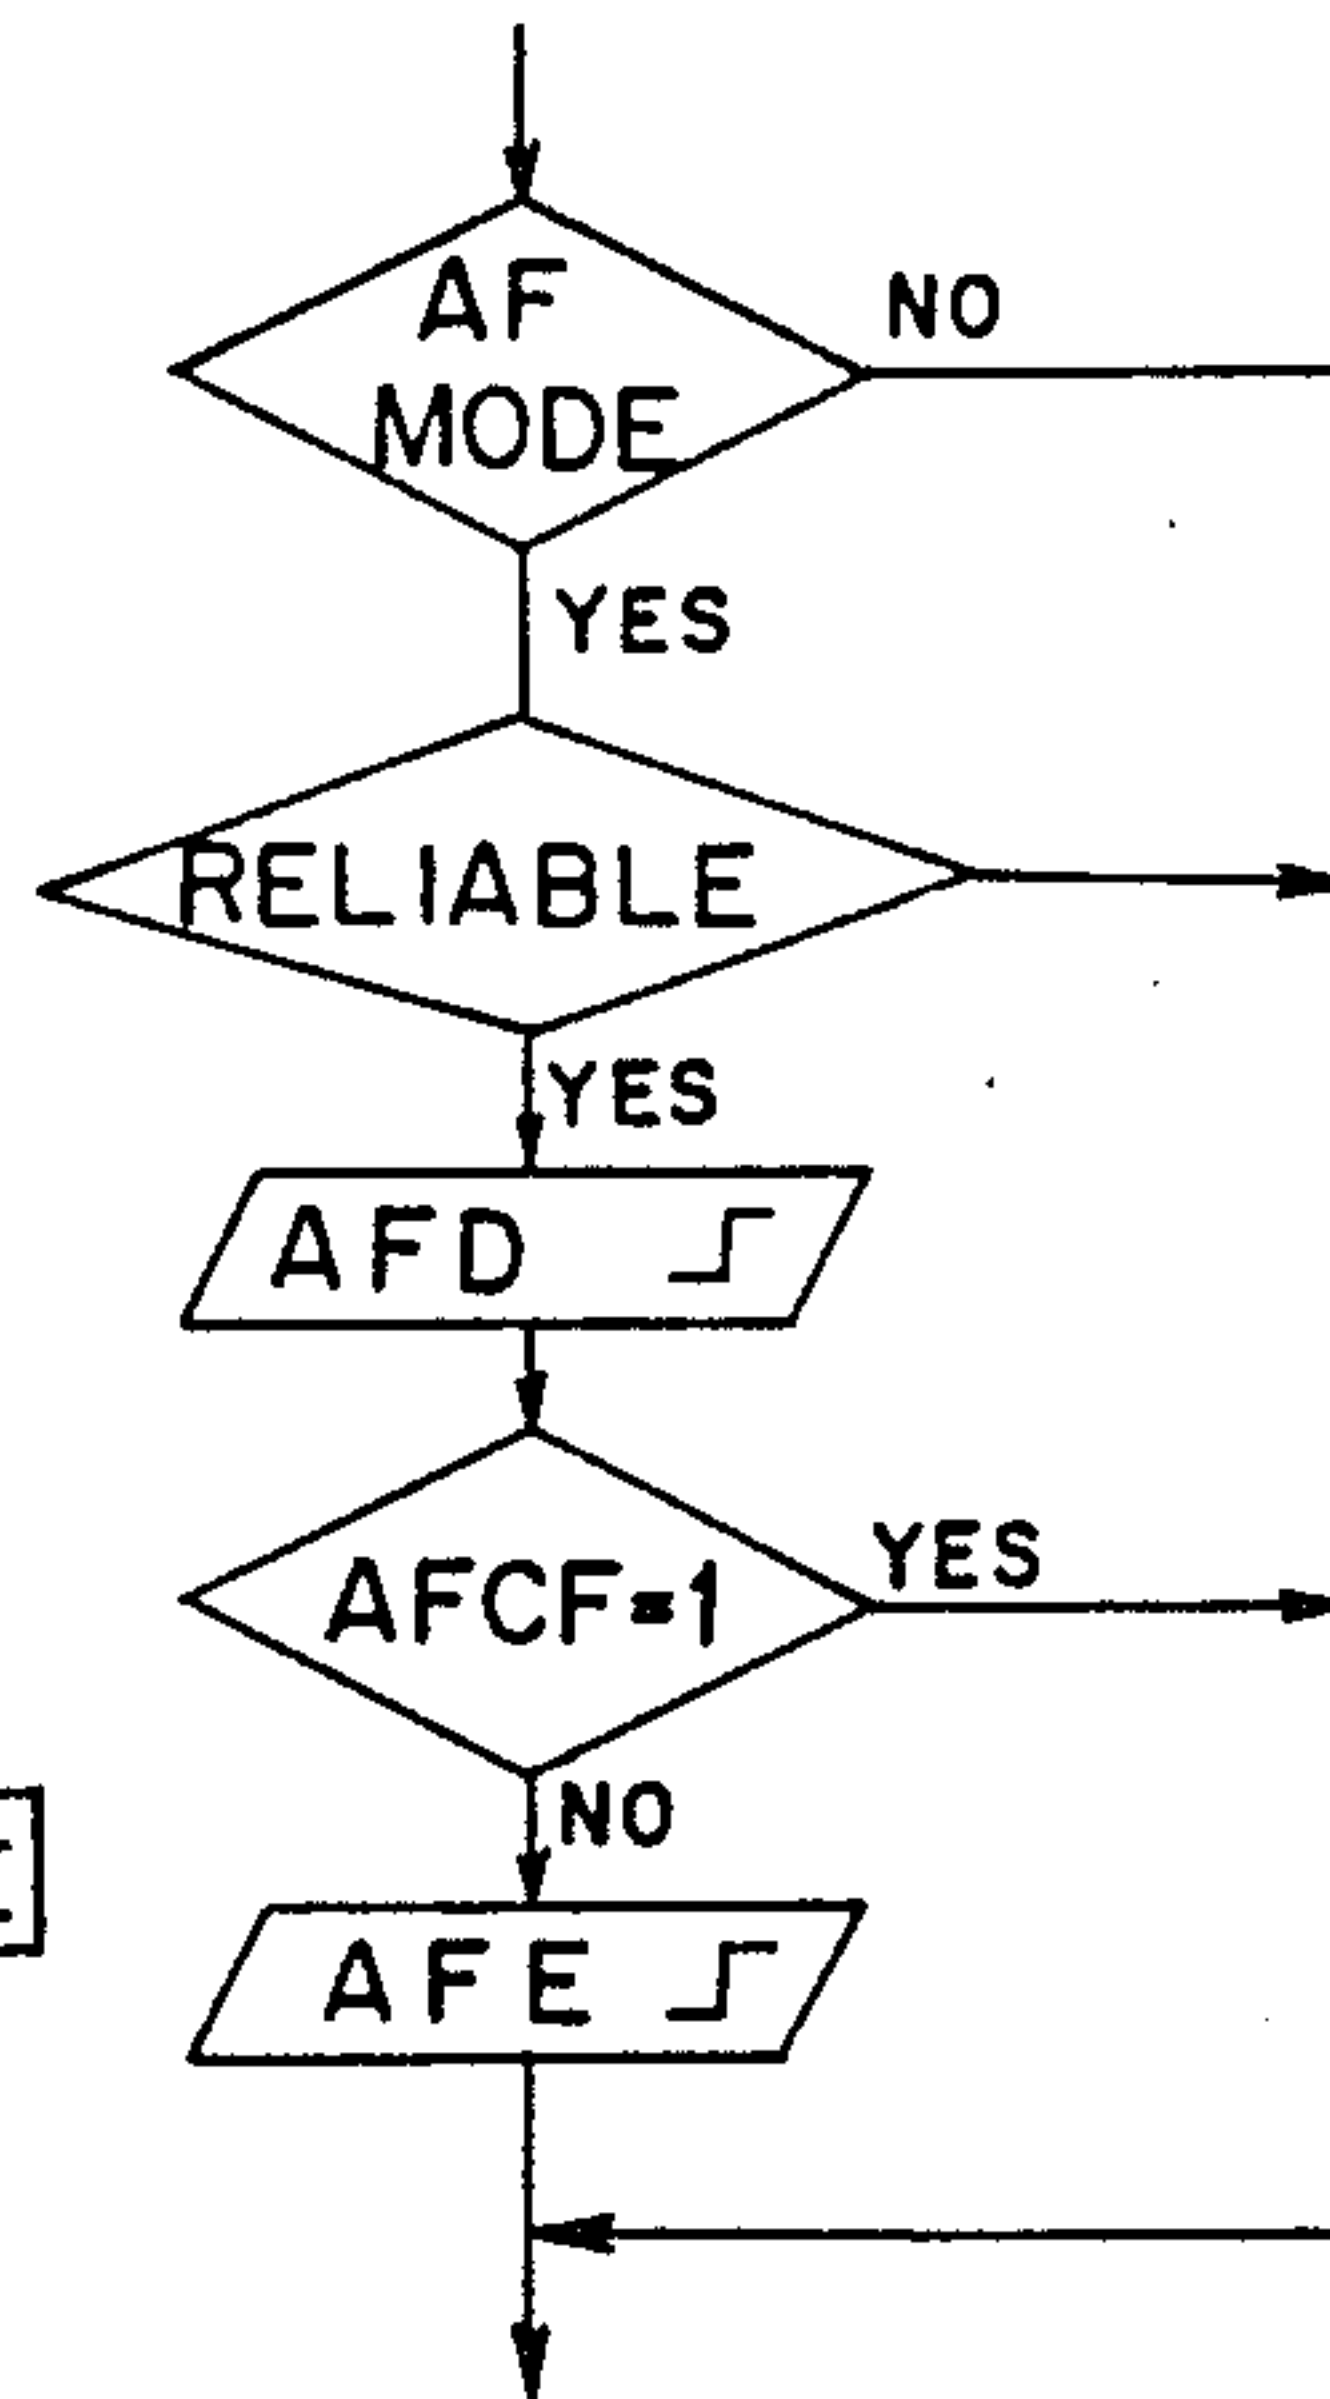 AF
MODE
NO
YES
RELIABLE
YES
AFD
AFCF=1
YES
NO
AFE